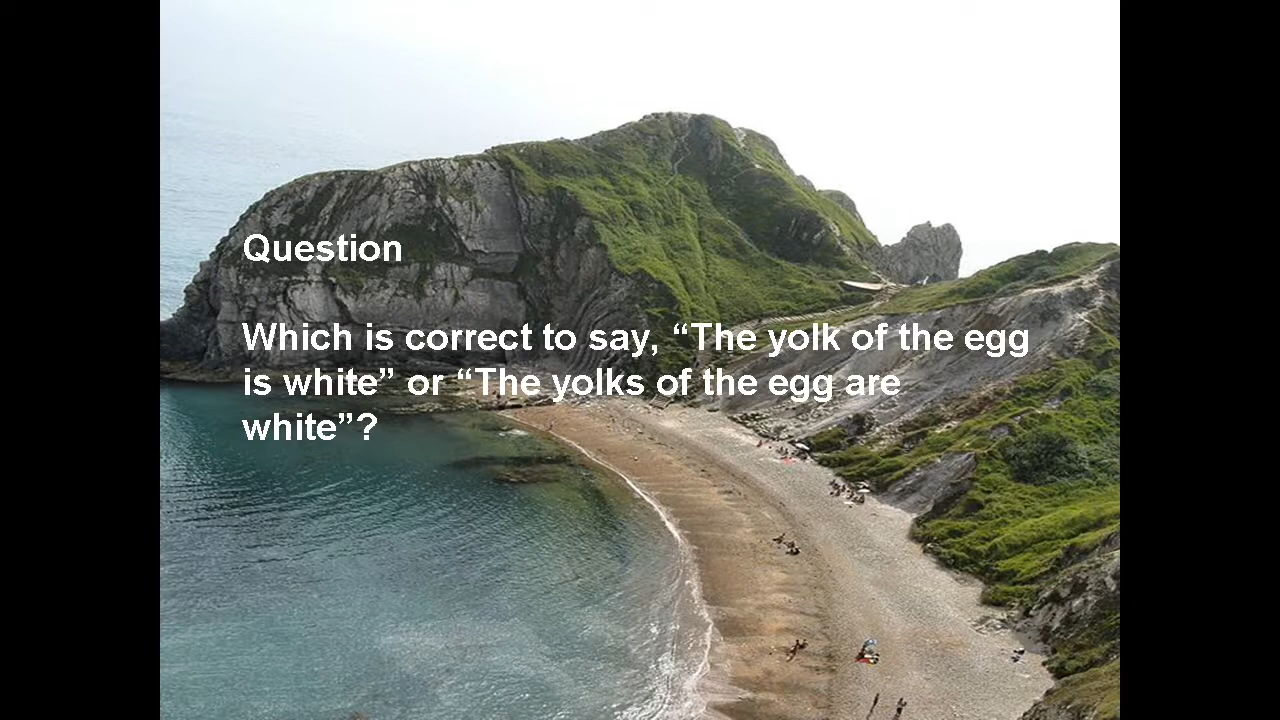 Question
Which is correct to say, “The yolk of the egg
is white” or “The yolks of the egg are
white”?